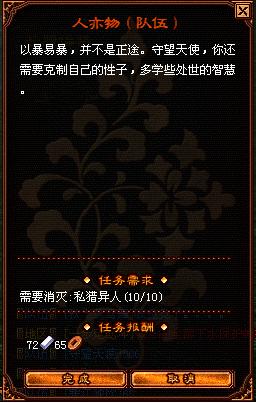 人亦物（队伍）
以暴易暴，并不是正途。守望天使，你还
需要克制自己的性子，多学些处世的智慧
。
任务需求
需要消灭:私猎异人(10/10)
任务报酬
72 65
完成
取消